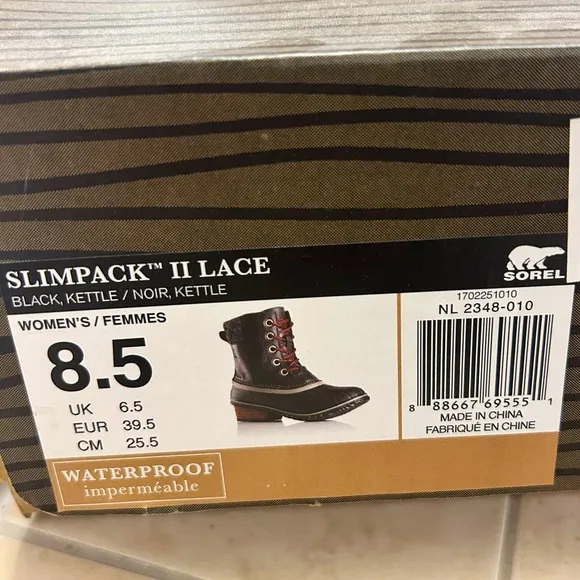 SLIMPACK™ II LACE
BLACK, KETTLE / NOIR, KETTLE
SOREL
WOMEN'S / FEMMES
8.5
UK 6.5
EUR 39.5
CM 25.5
1702251010
NL 2348-010
8 88667 69555 1
MADE IN CHINA
FABRIQUÉ EN CHINE
WATERPROOF
imperméable